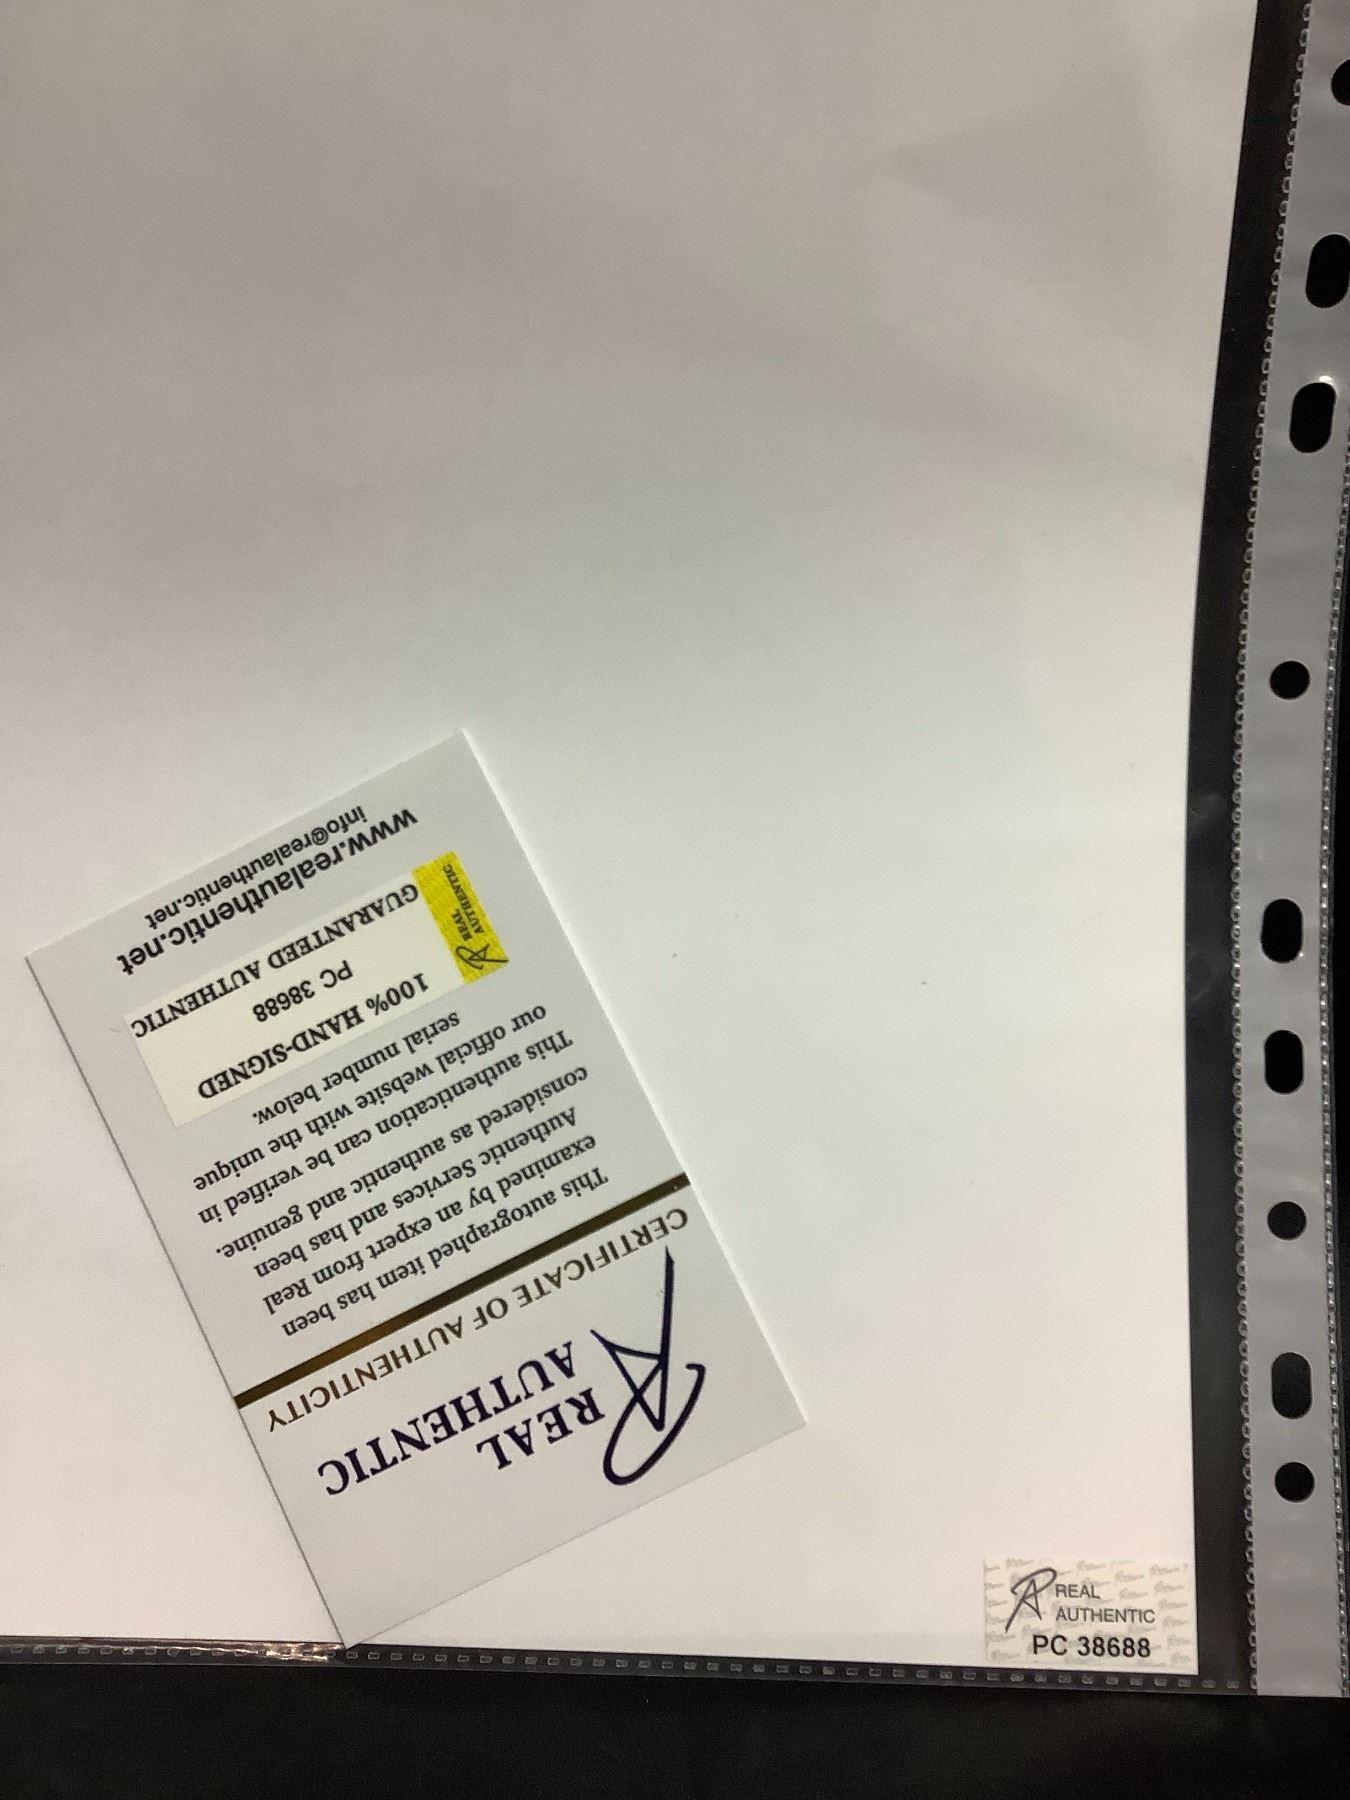 REAL
AUTHENTIC
CERTIFICATE OF AUTHENTICITY
This autographed item has been
examined by an expert from Real
Authentic Services and has been
considered as authentic and genuine.
This authentication can be verified in
our official website with the unique
serial number below.
100% HAND-SIGNED
PC 38688
GUARANTEED AUTHENTIC
REAL
AUTHENTIC
www.realauthentic.net
info@realauthentic.net
REAL
AUTHENTIC
PC 38688